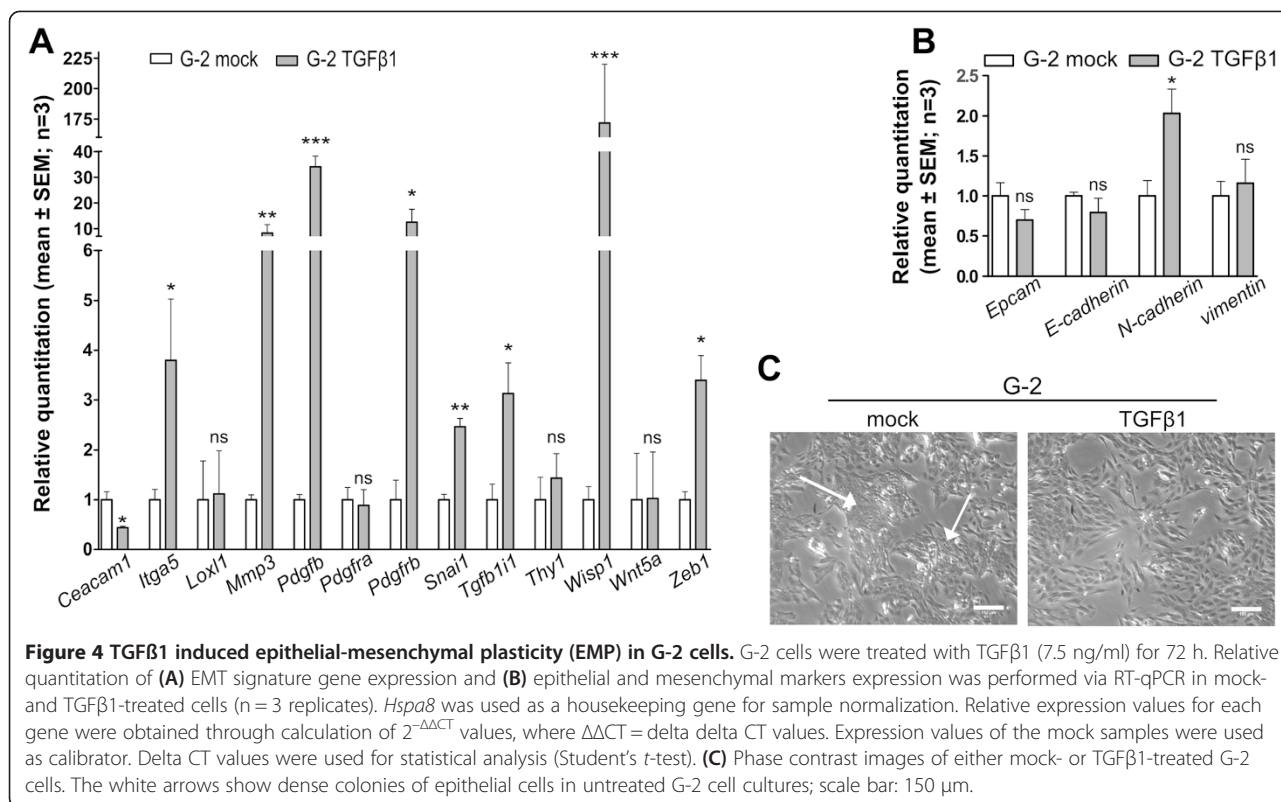 A
G-2 mock
G-2 TGFβ1
Relative quantitation (mean ± SEM; n=3)
225
200
175
150
125
40
30
20
10
6
5
4
3
2
1
0
*
*
ns
**
***
ns
*
**
*
ns
***
ns
*
Ceacam1
Itga5
Loxl1
Mmp3
Pdgfb
Pdgfra
Pdgfrb
Snai1
Tgfb1i1
Thy1
Wisp1
Wnt5a
Zeb1
B
G-2 mock
G-2 TGFβ1
Relative quantitation
(mean ± SEM; n=3)
2.5
2.0
1.5
1.0
0.5
0.0
ns
ns
*
ns
Epcam
E-cadherin
N-cadherin
vimentin
C
G-2
mock
TGFβ1
Figure 4 TGFß1 induced epithelial-mesenchymal plasticity (EMP) in G-2 cells. G-2 cells were treated with TGFβ1 (7.5 ng/ml) for 72 h. Relative
quantitation of (A) EMT signature gene expression and (B) epithelial and mesenchymal markers expression was performed via RT-qPCR in mock-
and TGFβ1-treated cells (n = 3 replicates). Hspa8 was used as a housekeeping gene for sample normalization. Relative expression values for each
gene were obtained through calculation of 2⁻ΔΔCT values, where ΔΔCT = delta delta CT values. Expression values of the mock samples were used
as calibrator. Delta CT values were used for statistical analysis (Student's t-test). (C) Phase contrast images of either mock- or TGFβ1-treated G-2
cells. The white arrows show dense colonies of epithelial cells in untreated G-2 cell cultures; scale bar: 150 μm.